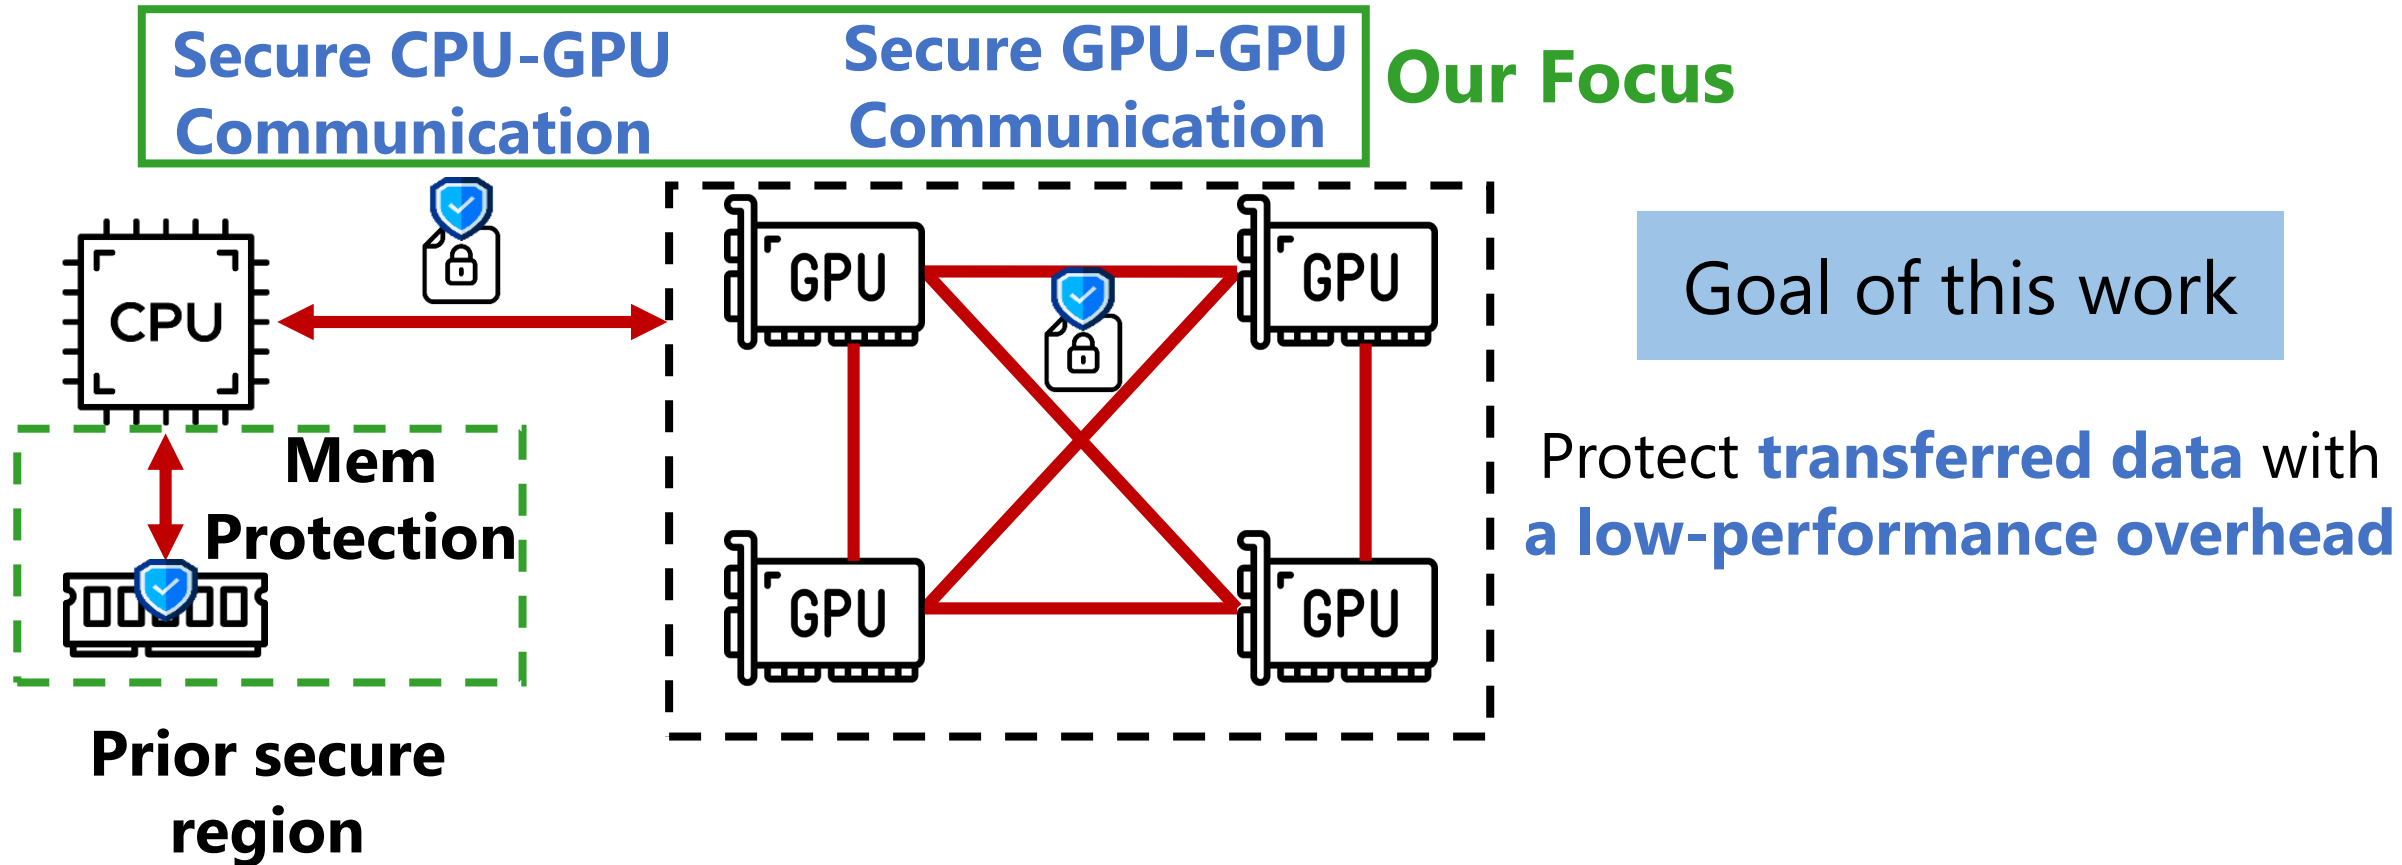 Secure CPU-GPU
Communication
Secure GPU-GPU
Communication
Our Focus
CPU
GPU
GPU
GPU
GPU
Mem
Protection
Prior secure
region
Goal of this work
Protect transferred data with
a low-performance overhead